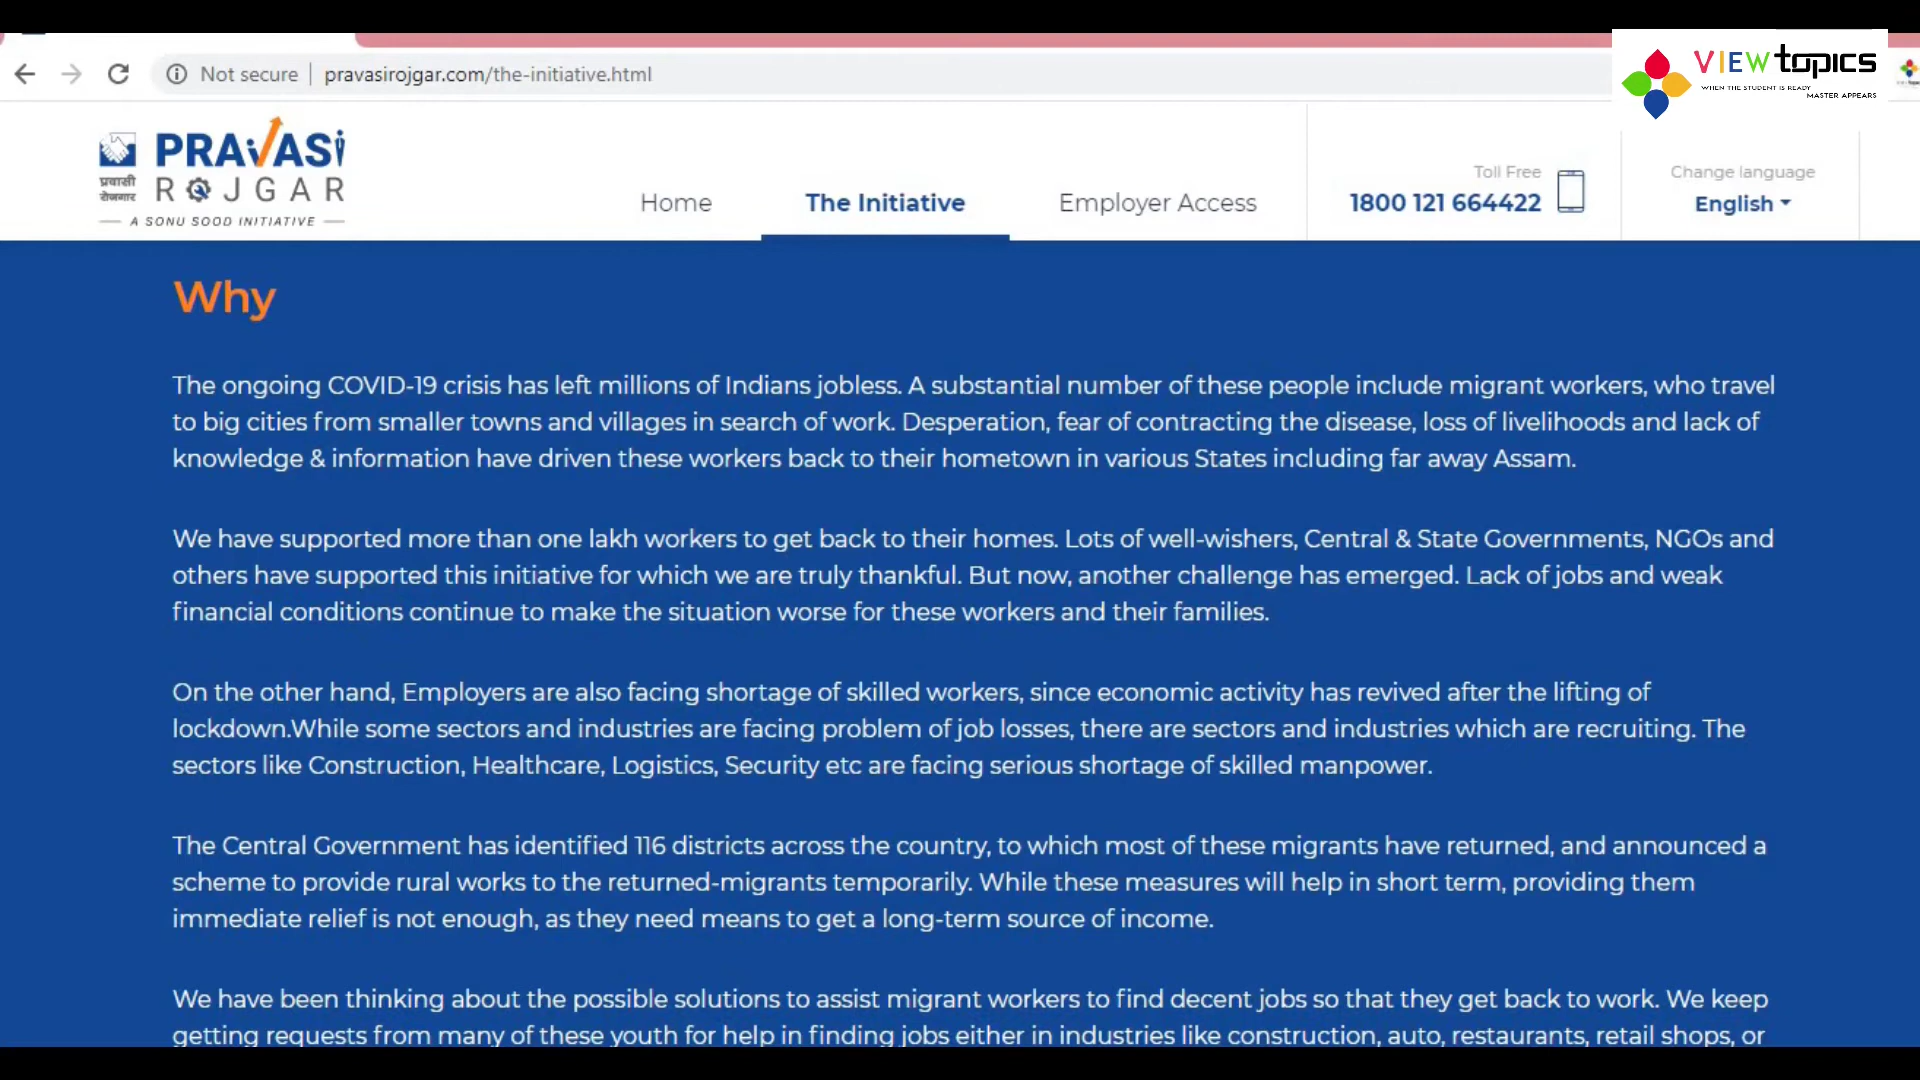 Not secure | pravasirojgar.com/the-initiative.html
VIEW topics
WHEN THE STUDENT IS READY
MASTER APPEARS
PRAVASI
प्रवासी
रोजगार
ROJGAR
A SONU SOOD INITIATIVE
Home
The Initiative
Employer Access
Toll Free
1800 121 664422
Change language
English
Why
The ongoing COVID-19 crisis has left millions of Indians jobless. A substantial number of these people include migrant workers, who travel
to big cities from smaller towns and villages in search of work. Desperation, fear of contracting the disease, loss of livelihoods and lack of
knowledge & information have driven these workers back to their hometown in various States including far away Assam.
We have supported more than one lakh workers to get back to their homes. Lots of well-wishers, Central & State Governments, NGOs and
others have supported this initiative for which we are truly thankful. But now, another challenge has emerged. Lack of jobs and weak
financial conditions continue to make the situation worse for these workers and their families.
On the other hand, Employers are also facing shortage of skilled workers, since economic activity has revived after the lifting of
lockdown.While some sectors and industries are facing problem of job losses, there are sectors and industries which are recruiting. The
sectors like Construction, Healthcare, Logistics, Security etc are facing serious shortage of skilled manpower.
The Central Government has identified 116 districts across the country, to which most of these migrants have returned, and announced a
scheme to provide rural works to the returned-migrants temporarily. While these measures will help in short term, providing them
immediate relief is not enough, as they need means to get a long-term source of income.
We have been thinking about the possible solutions to assist migrant workers to find decent jobs so that they get back to work. We keep
getting requests from many of these youth for help in finding jobs either in industries like construction, auto, restaurants, retail shops, or